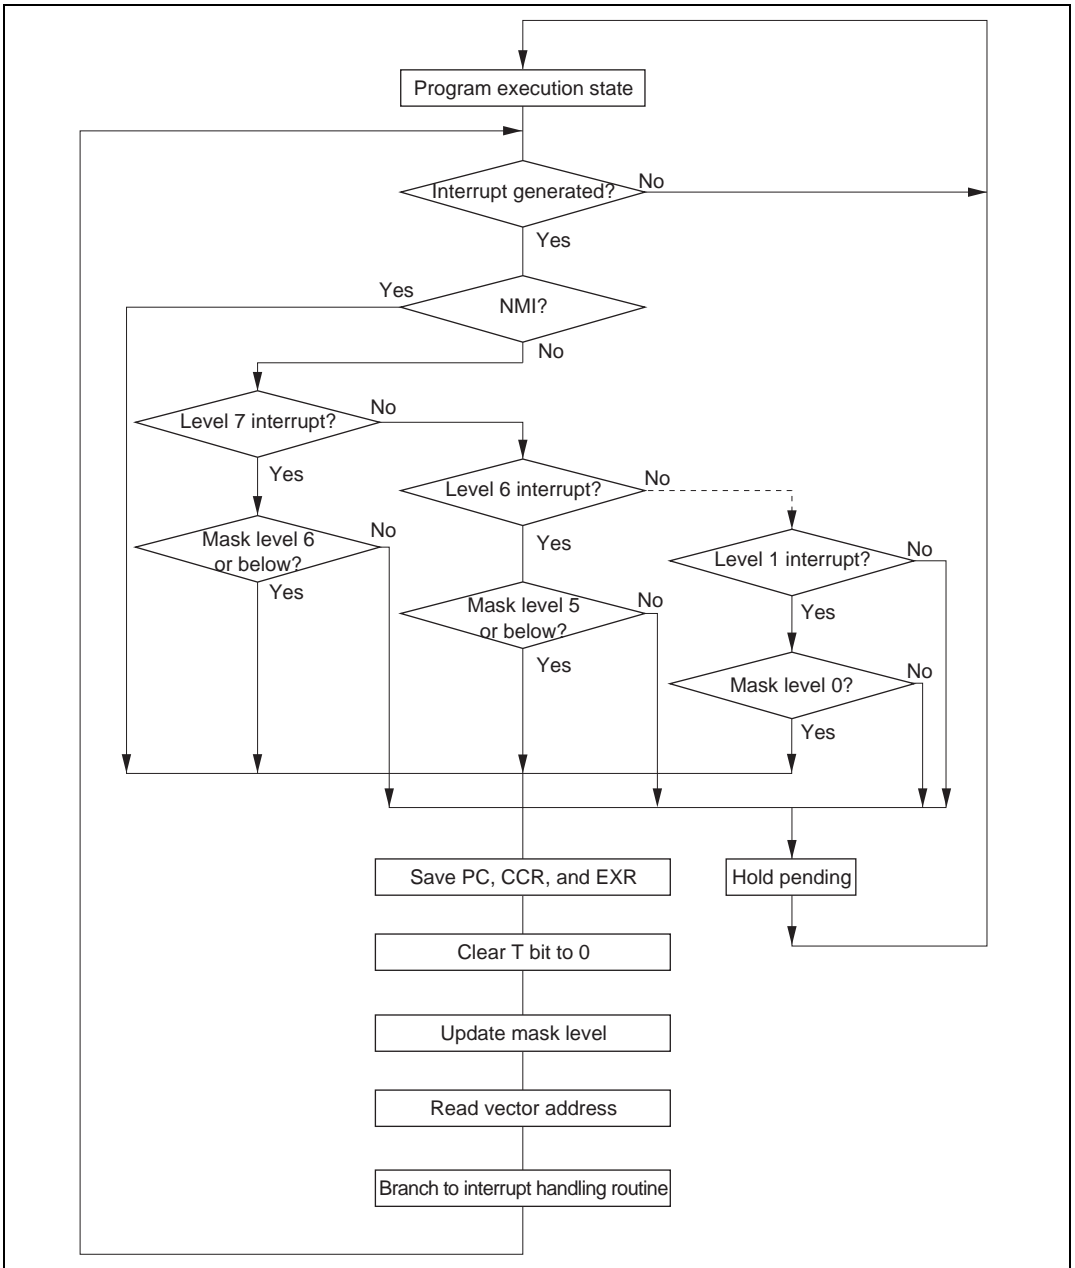 Program execution state
Interrupt generated?
No
Yes
Yes
NMI?
No
Level 7 interrupt?
No
Yes
Level 6 interrupt?
No
Mask level 6
or below?
No
Yes
Yes
Level 1 interrupt?
No
Mask level 5
or below?
No
Yes
Yes
Mask level 0?
No
Yes
Save PC, CCR, and EXR
Hold pending
Clear T bit to 0
Update mask level
Read vector address
Branch to interrupt handling routine